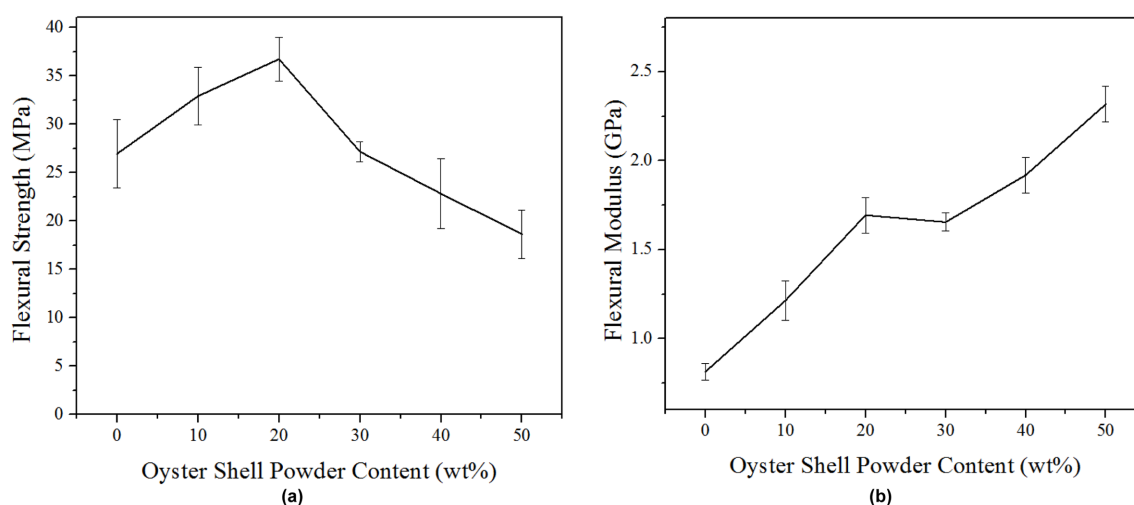 40
35
30
25
20
15
10
5
0
Flexural Strength (MPa)
0 10 20 30 40 50
Oyster Shell Powder Content (wt%)
(a)
2.5
2.0
1.5
1.0
Flexural Modulus (GPa)
0 10 20 30 40 50
Oyster Shell Powder Content (wt%)
(b)